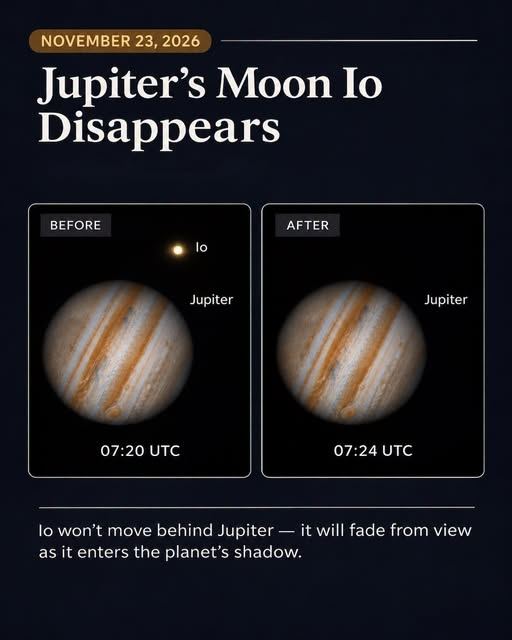 NOVEMBER 23, 2026
Jupiter’s Moon Io
Disappears
BEFORE
Io
Jupiter
07:20 UTC
AFTER
Jupiter
07:24 UTC
Io won’t move behind Jupiter — it will fade from view
as it enters the planet’s shadow.